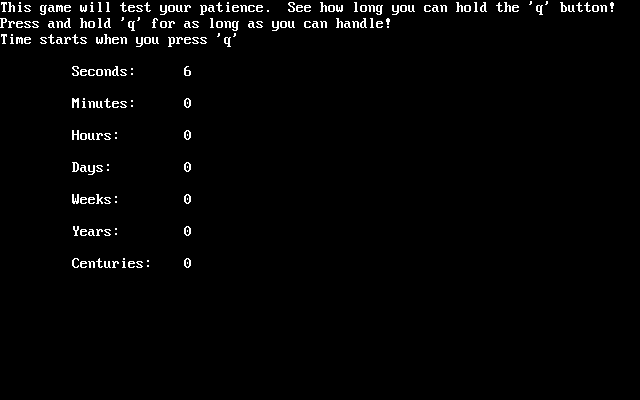 This game will test your patience.  See how long you can hold the 'q' button!
Press and hold 'q' for as long as you can handle!
Time starts when you press 'q'
Seconds: 6
Minutes: 0
Hours: 0
Days: 0
Weeks: 0
Years: 0
Centuries: 0